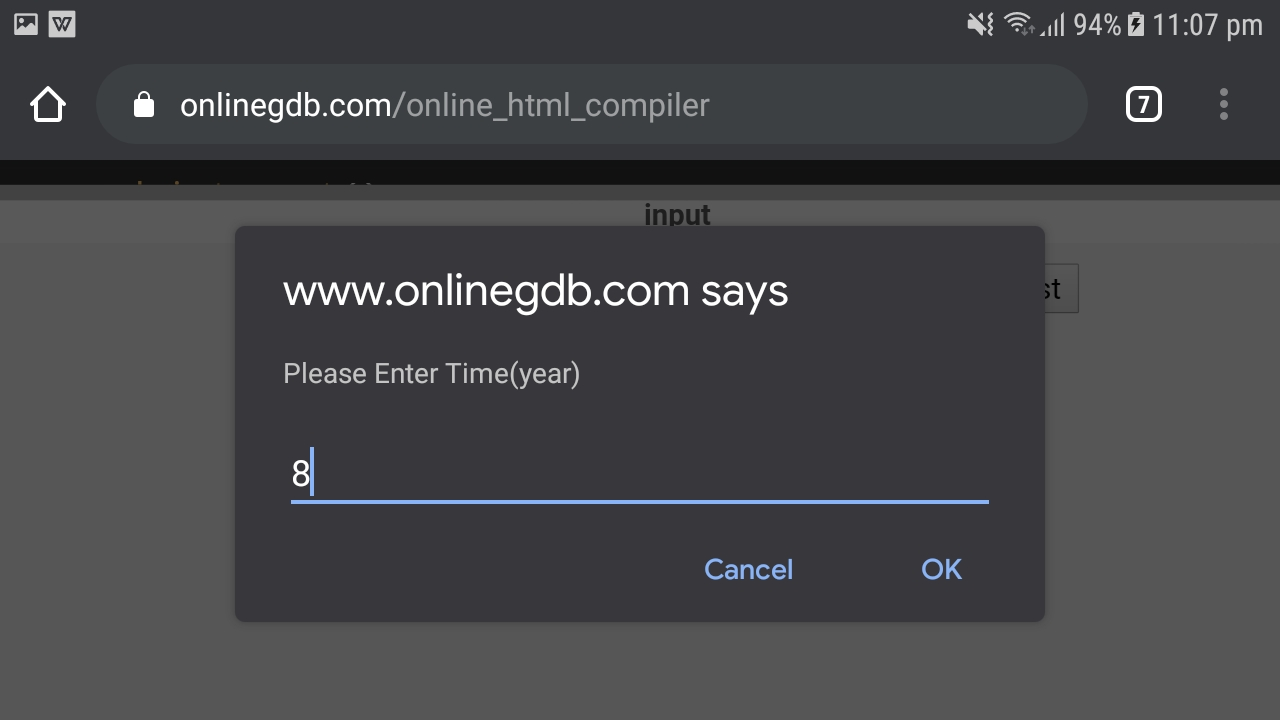 94% 11:07 pm
onlinegdb.com/online_html_compiler
7
input
www.onlinegdb.com says
st
Please Enter Time(year)
8
Cancel OK